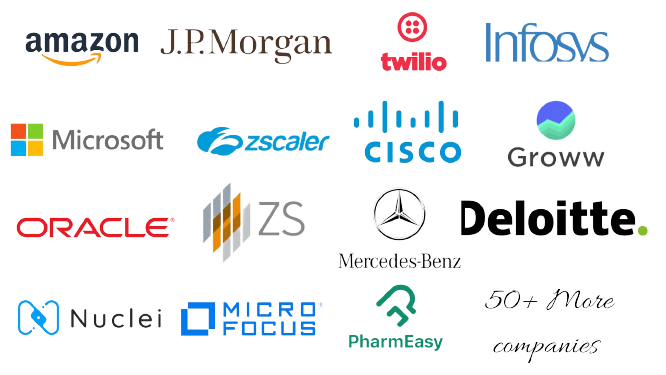 amazon
J.P.Morgan
twilio
Infosys
Microsoft
zscaler
CISCO
Groww
ORACLE®
ZS
Mercedes-Benz
Deloitte.
Nuclei
MICRO
FOCUS
PharmEasy
50+ More
companies